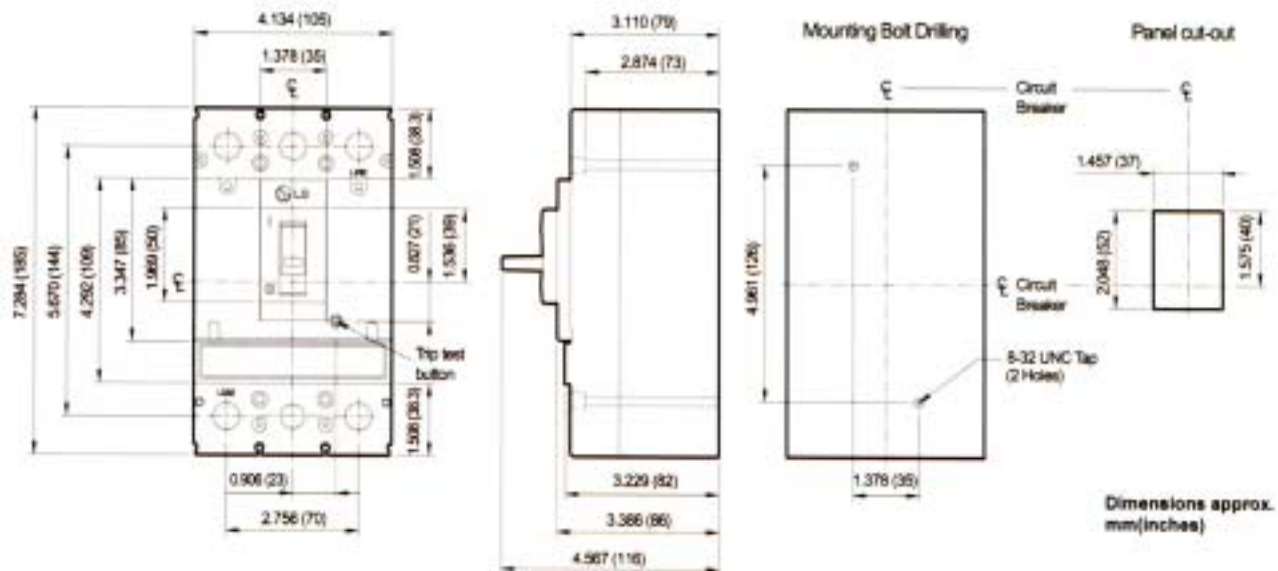 4.134 (105)
1.378 (35)
7.284 (185)
5.670 (144)
4.292 (109)
3.347 (85)
1.969 (50)
1.508 (38.3)
0.827 (21)
1.536 (39)
LG
LINE
I
Trip test
button
1.508 (38.3)
0.906 (23)
2.756 (70)
3.110 (79)
2.874 (73)
3.229 (82)
3.386 (86)
4.567 (116)
Mounting Bolt Drilling
Circuit
Breaker
4.961 (126)
Circuit
Breaker
8-32 UNC Tap
(2 Holes)
1.378 (35)
Panel cut-out
1.457 (37)
2.048 (52)
1.575 (40)
Dimensions approx.
mm(inches)